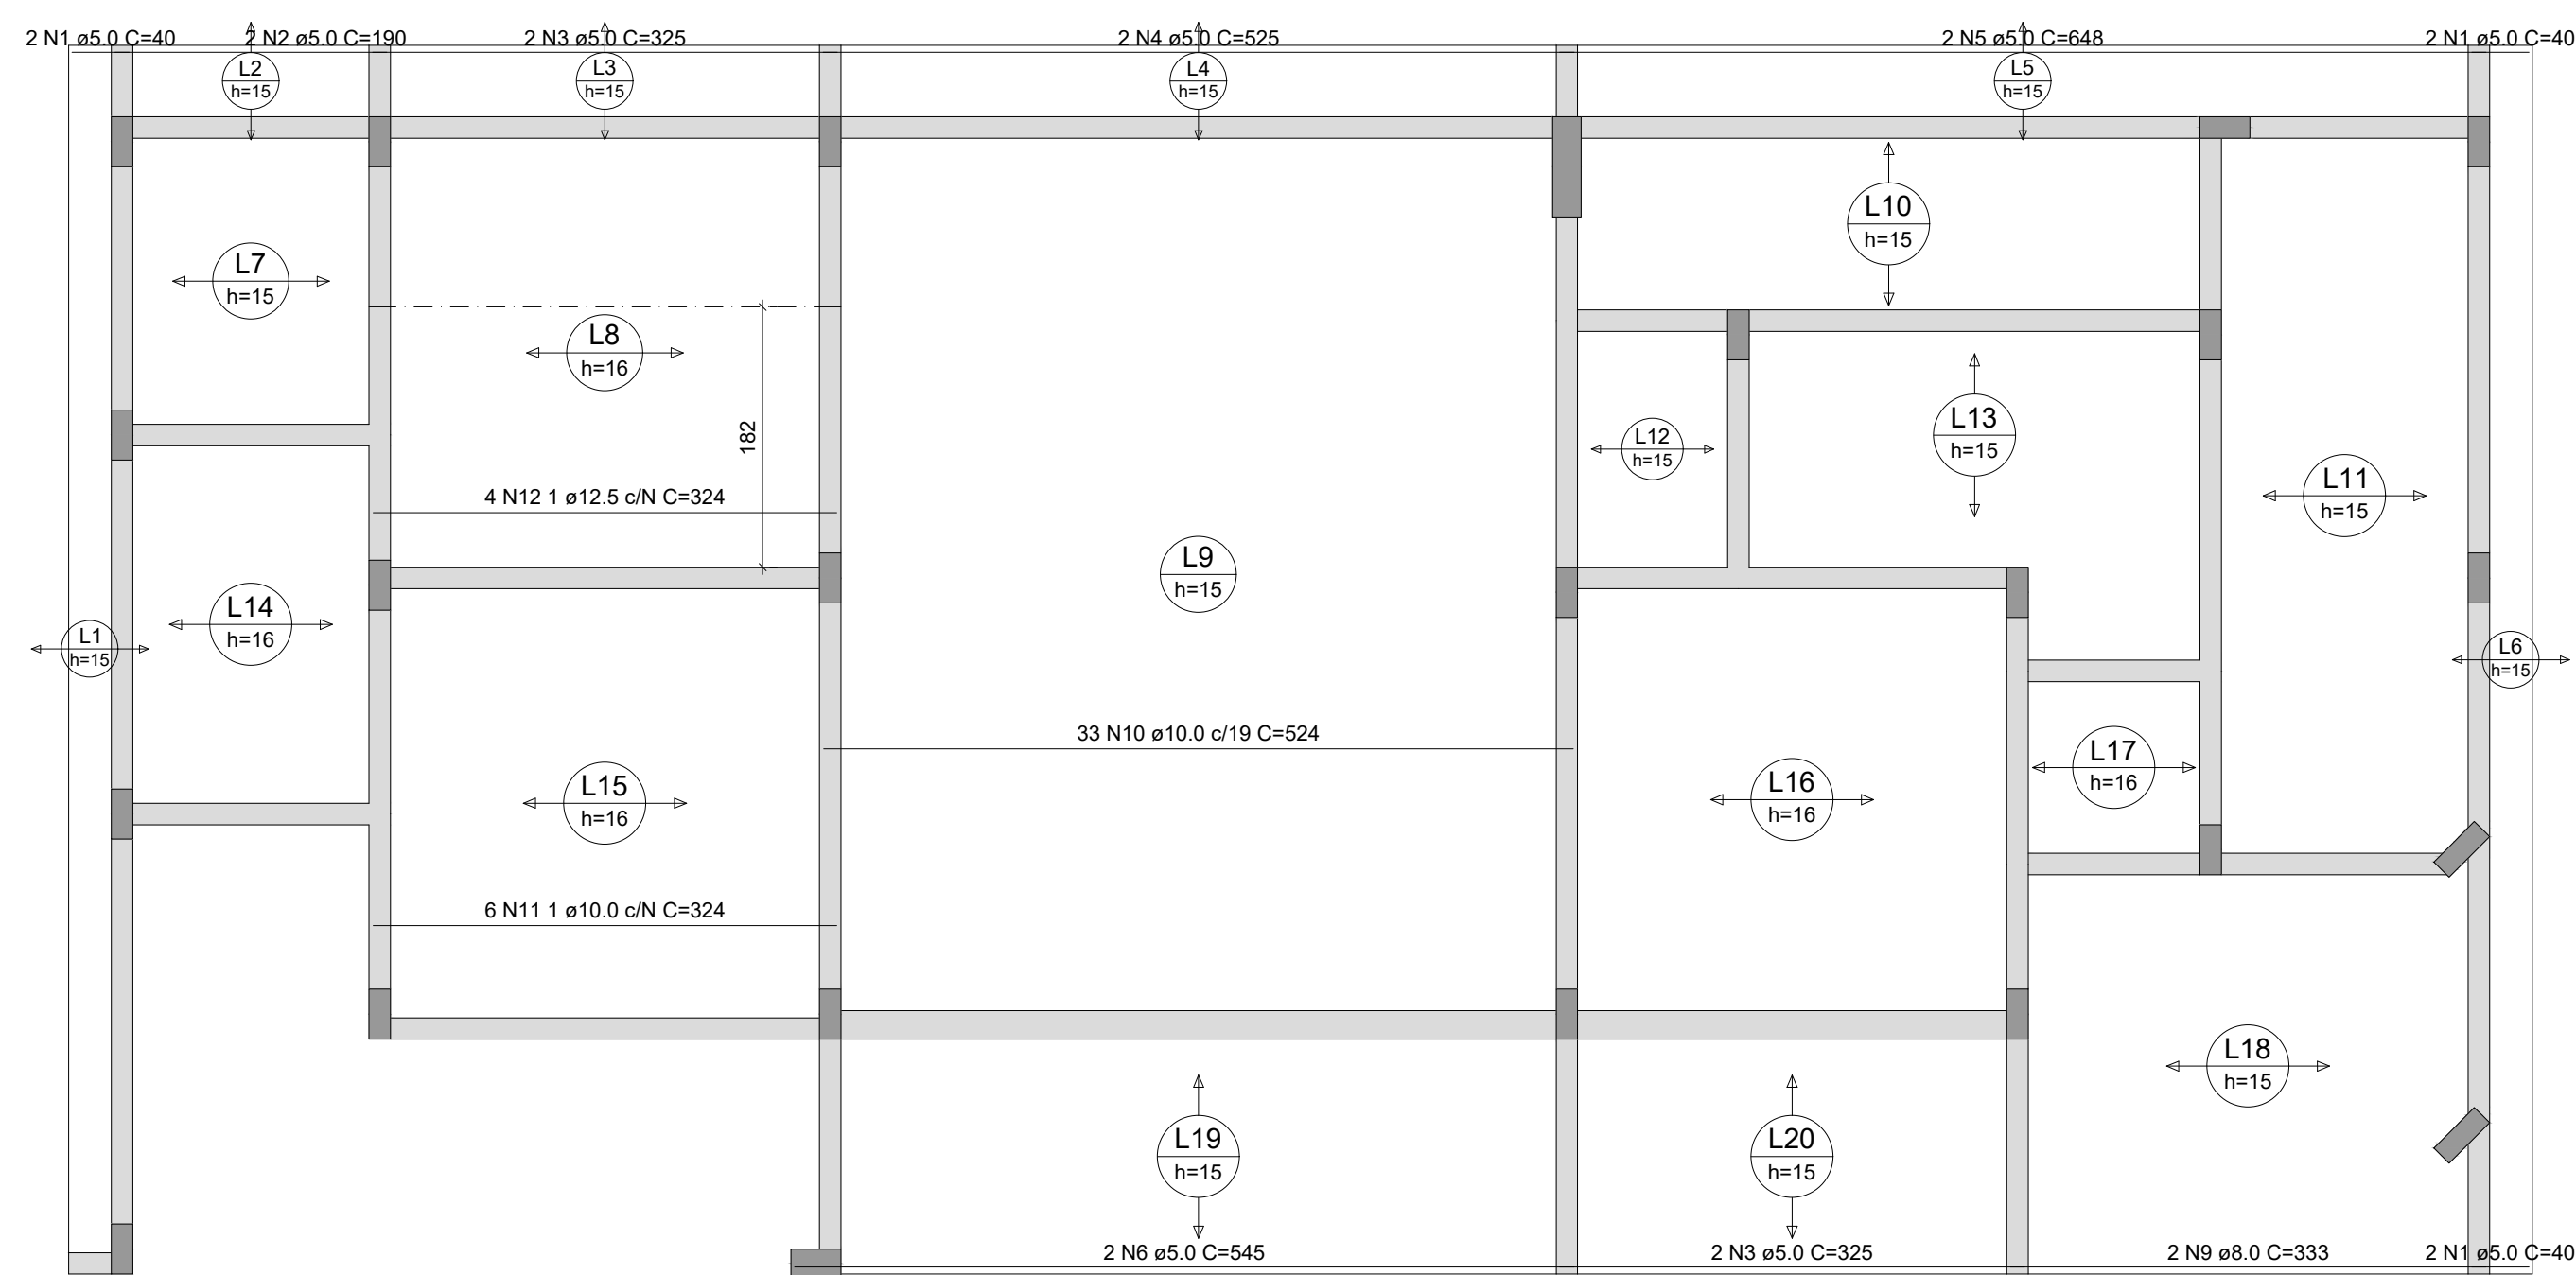 2 N1 ø5.0 C=40
2 N2 ø5.0 C=190
2 N3 ø5.0 C=325
2 N4 ø5.0 C=525
2 N5 ø5.0 C=648
2 N1 ø5.0 C=40
L2
h=15
L3
h=15
L4
h=15
L5
h=15
L10
h=15
L7
h=15
L8
h=16
182
L12
h=15
L13
h=15
L11
h=15
4 N12 1 ø12.5 c/N C=324
L9
h=15
L14
h=16
L1
h=15
L6
h=15
33 N10 ø10.0 c/19 C=524
L15
h=16
L16
h=16
L17
h=16
6 N11 1 ø10.0 c/N C=324
L18
h=15
L19
h=15
L20
h=15
2 N6 ø5.0 C=545
2 N3 ø5.0 C=325
2 N9 ø8.0 C=333
2 N1 ø5.0 C=40